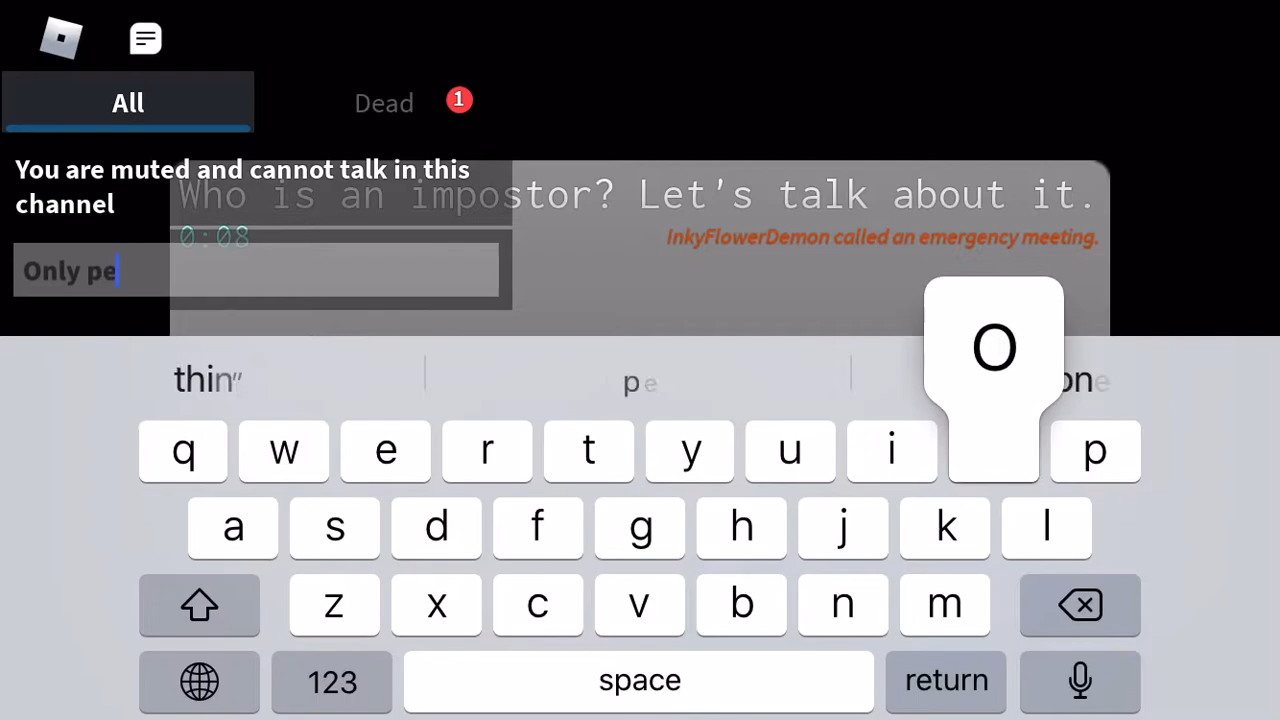 All
Dead
1
You are muted and cannot talk in this
channel
Who is an impostor? Let's talk about it.
0:08
InkyFlowerDemon called an emergency meeting.
Only pe
thin"
pe
one
O
q w e r t y u i p
a s d f g h j k l
z x c v b n m
123
space
return